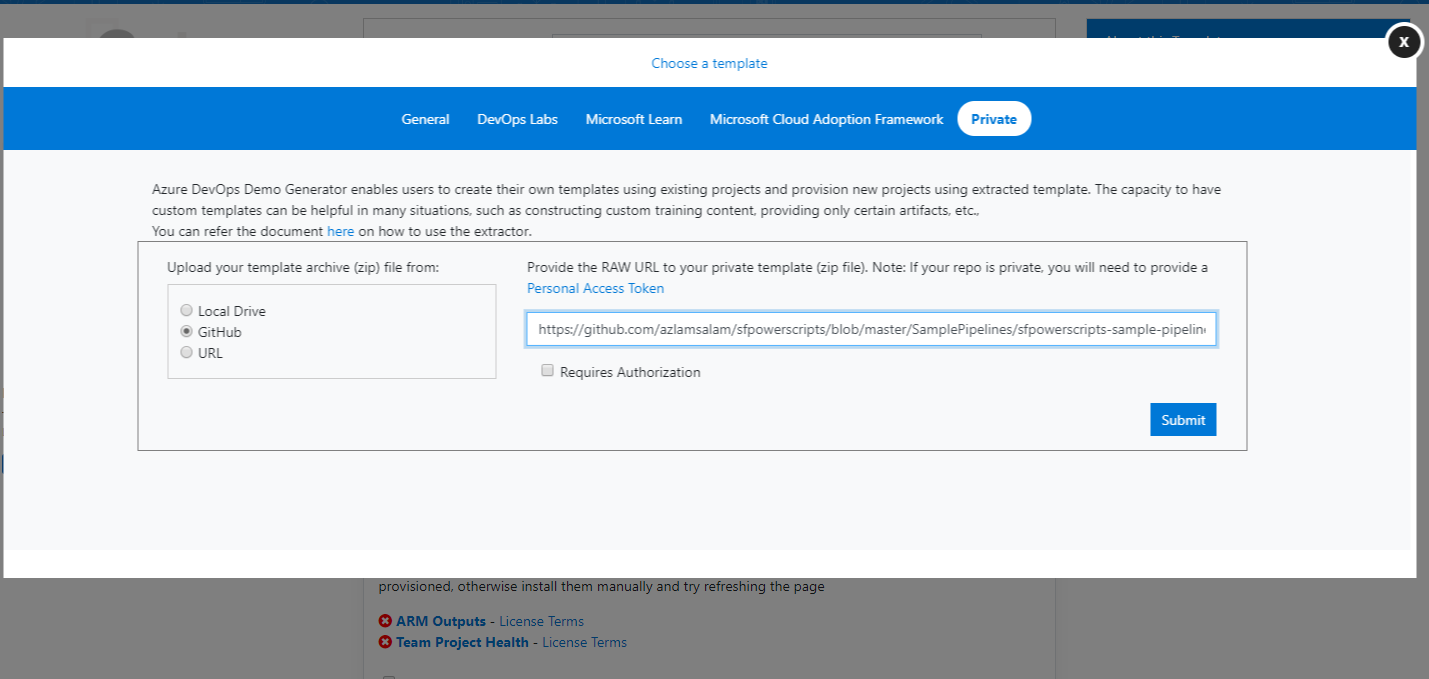 x
Choose a template
General DevOps Labs Microsoft Learn Microsoft Cloud Adoption Framework Private
Azure DevOps Demo Generator enables users to create their own templates using existing projects and provision new projects using extracted template. The capacity to have
custom templates can be helpful in many situations, such as constructing custom training content, providing only certain artifacts, etc.,
You can refer the document here on how to use the extractor.
Upload your template archive (zip) file from:
Local Drive
GitHub
URL
Provide the RAW URL to your private template (zip file). Note: If your repo is private, you will need to provide a
Personal Access Token
https://github.com/azlamsalam/sfpowerscripts/blob/master/SamplePipelines/sfpowerscripts-sample-pipeline
Requires Authorization
Submit
provisioned, otherwise install them manually and try refreshing the page
ARM Outputs - License Terms
Team Project Health - License Terms